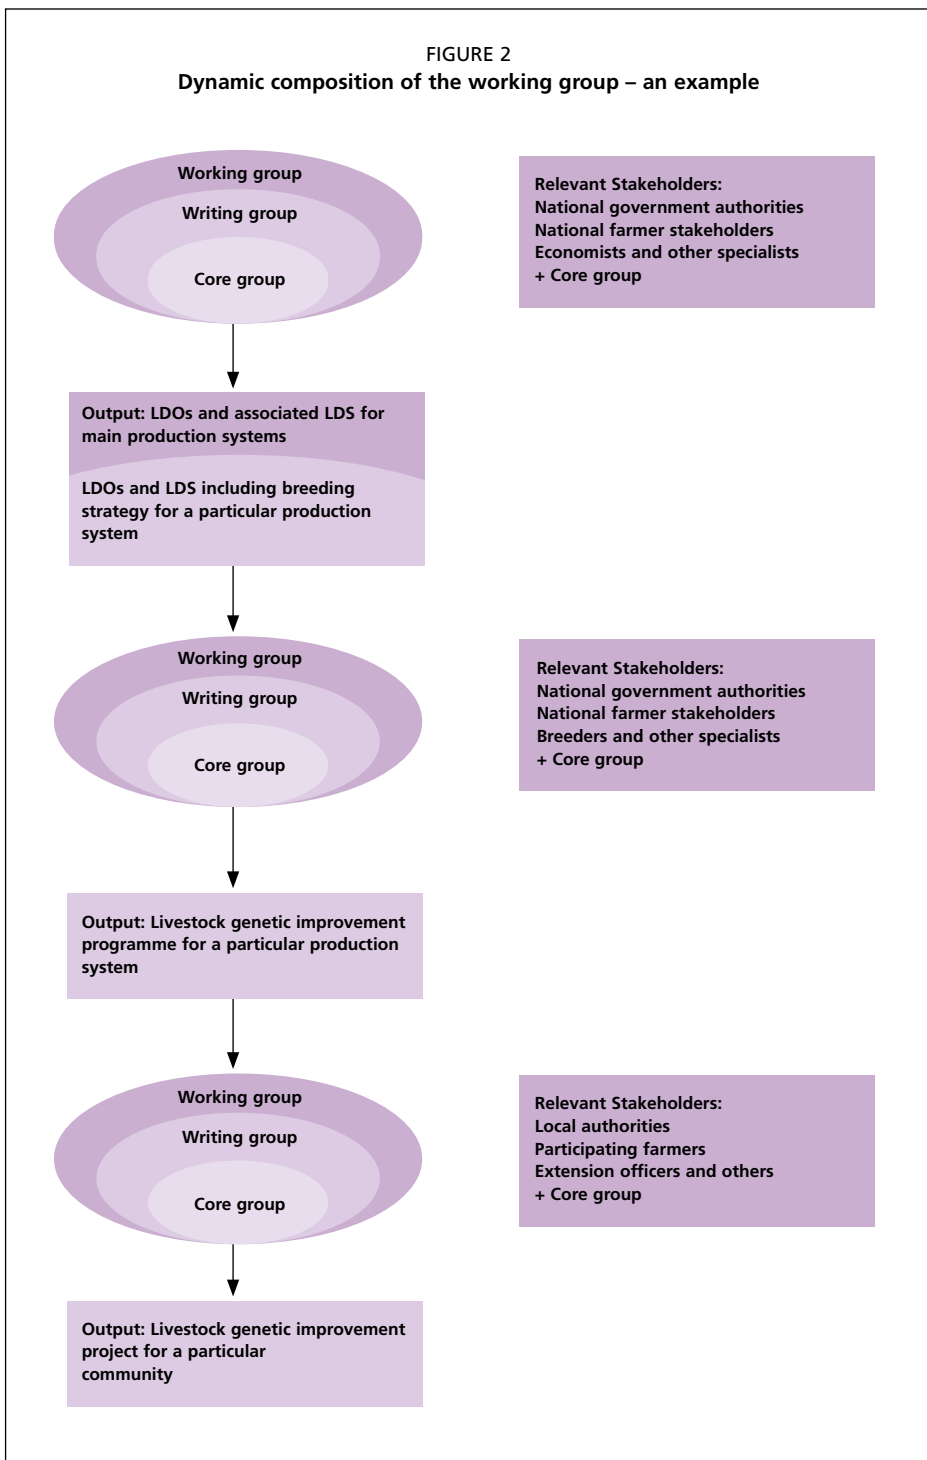 FIGURE 2
Dynamic composition of the working group – an example
Working group
Writing group
Core group
Relevant Stakeholders:
National government authorities
National farmer stakeholders
Economists and other specialists
+ Core group
Output: LDOs and associated LDS for
main production systems
LDOs and LDS including breeding
strategy for a particular production
system
Working group
Writing group
Core group
Relevant Stakeholders:
National government authorities
National farmer stakeholders
Breeders and other specialists
+ Core group
Output: Livestock genetic improvement
programme for a particular production
system
Working group
Writing group
Core group
Relevant Stakeholders:
Local authorities
Participating farmers
Extension officers and others
+ Core group
Output: Livestock genetic improvement
project for a particular
community